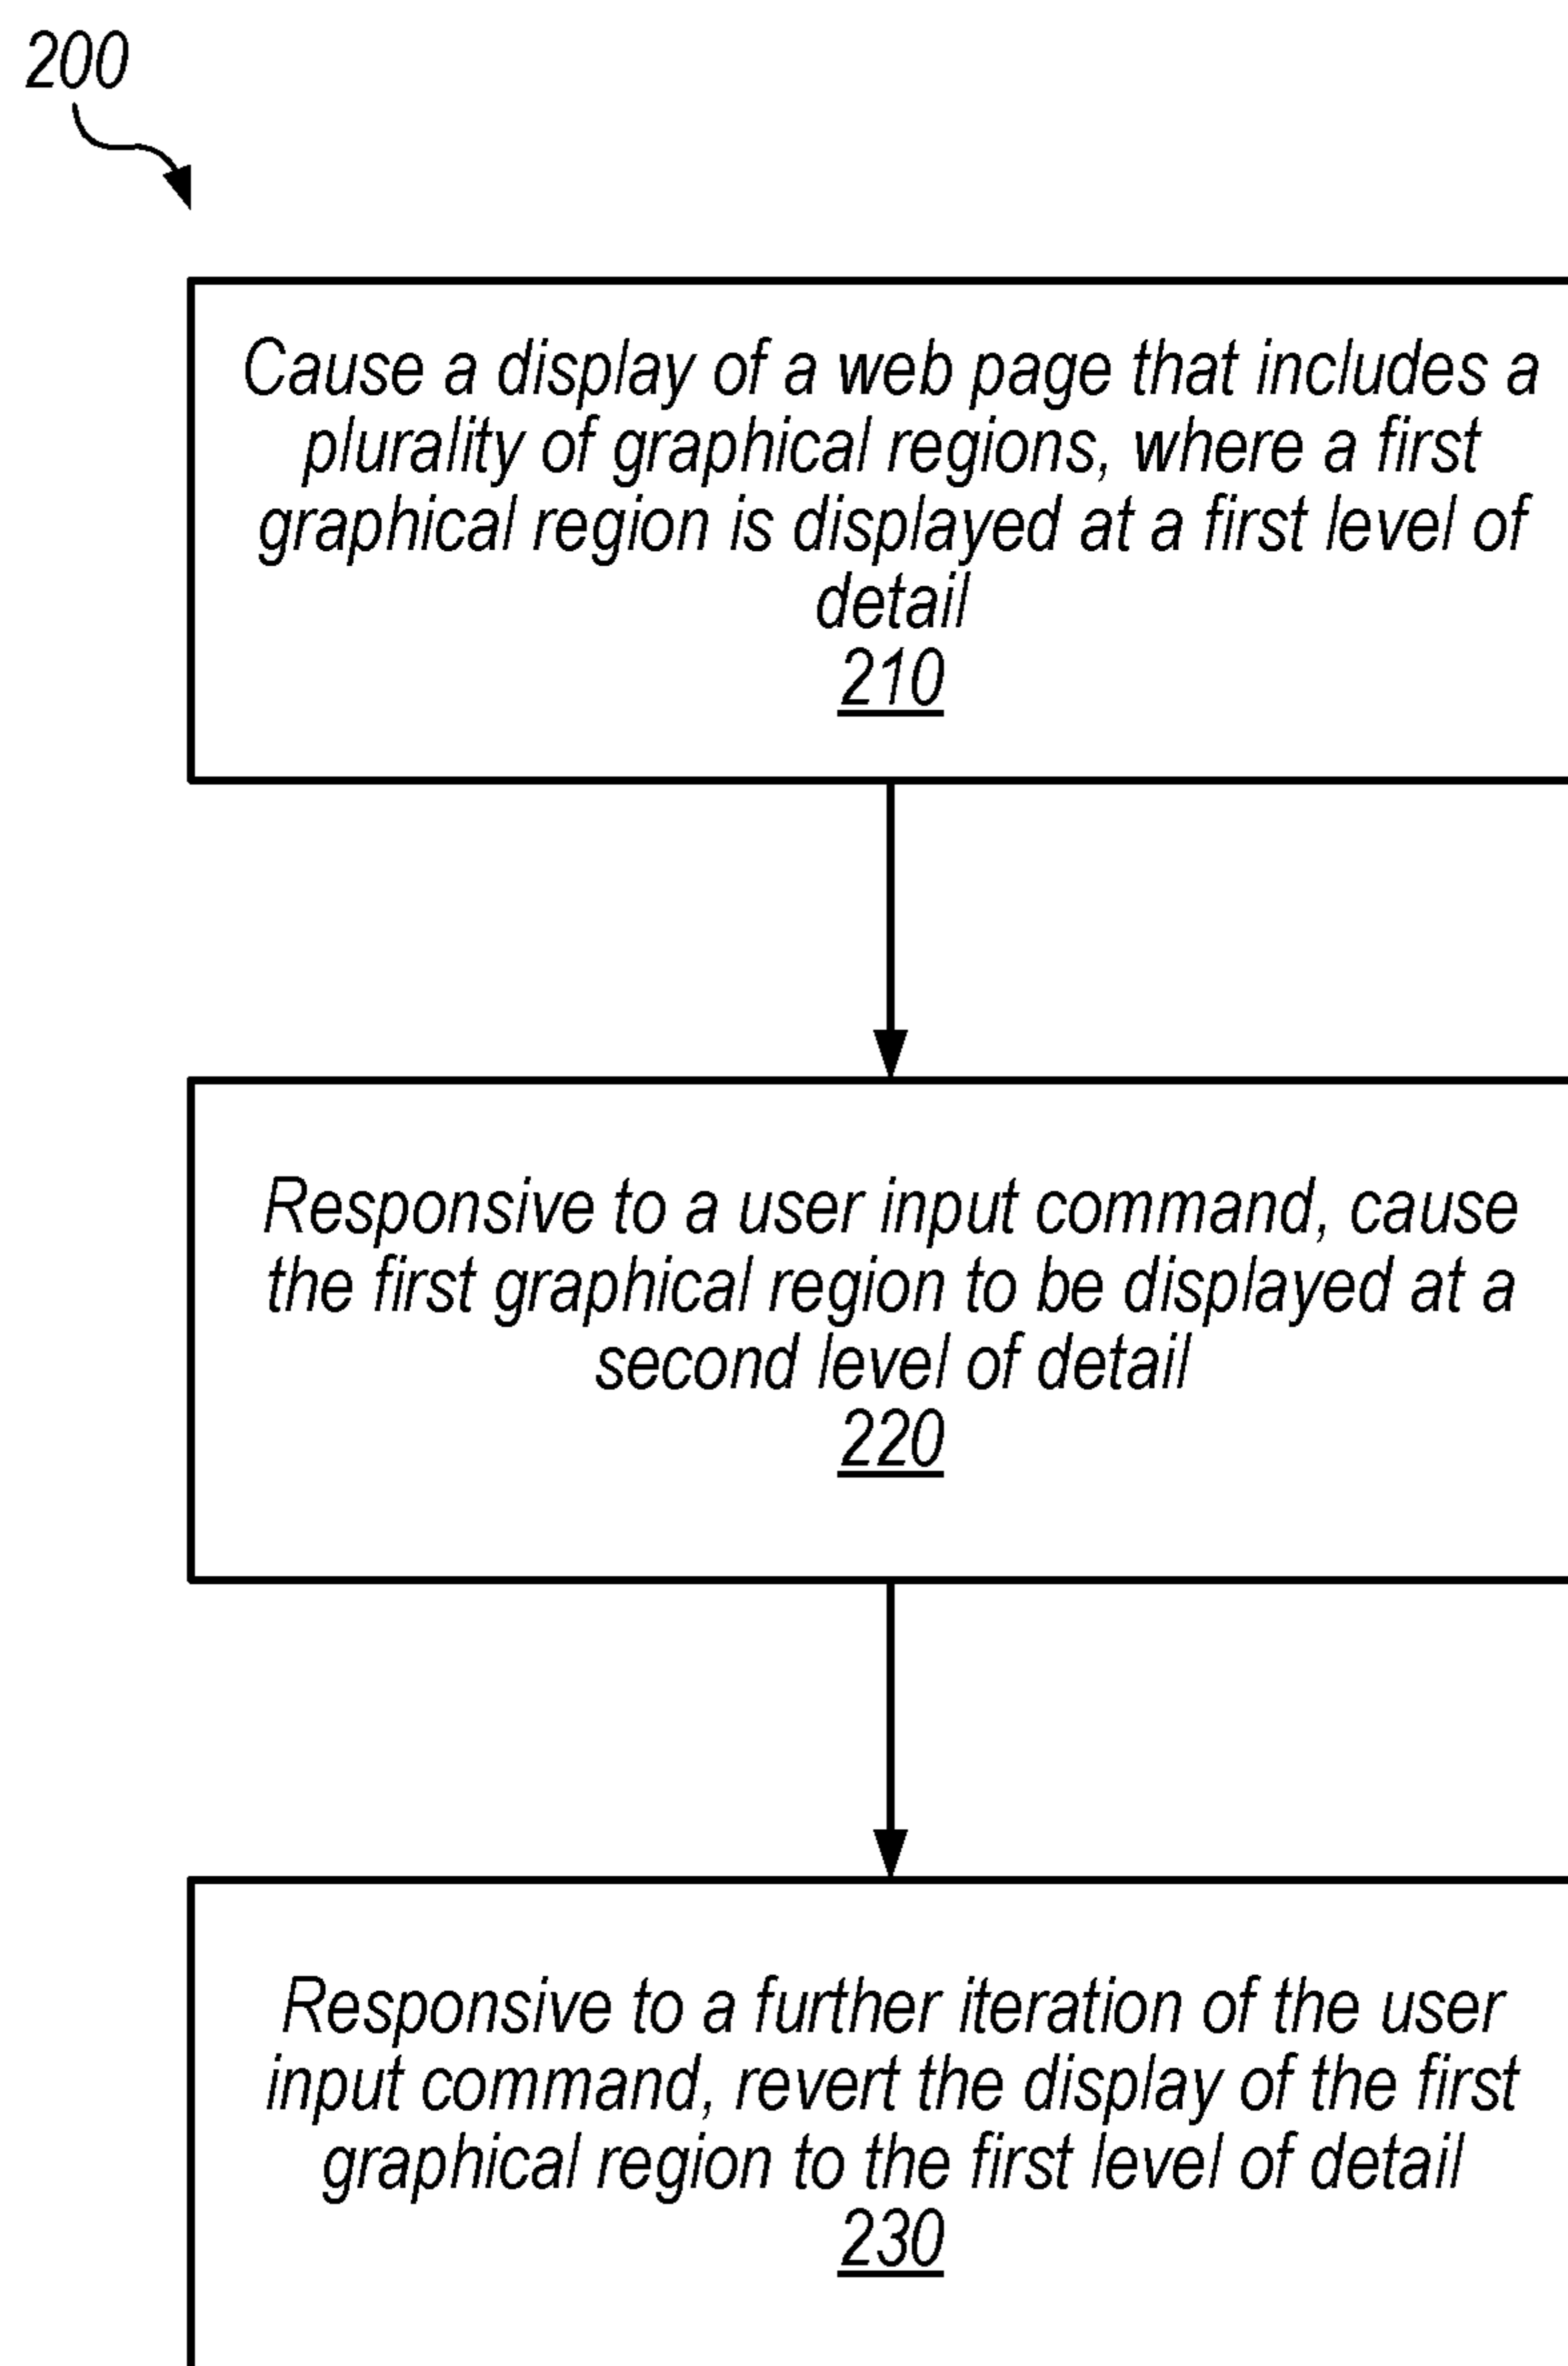 200
Cause a display of a web page that includes a
plurality of graphical regions, where a first
graphical region is displayed at a first level of
detail
210
Responsive to a user input command, cause
the first graphical region to be displayed at a
second level of detail
220
Responsive to a further iteration of the user
input command, revert the display of the first
graphical region to the first level of detail
230